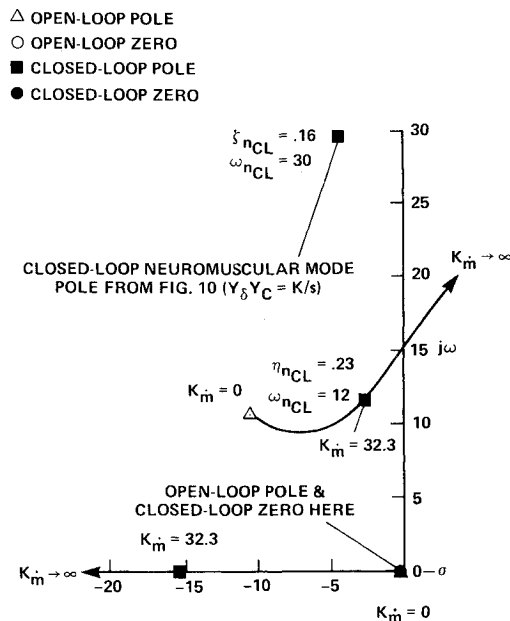 △ OPEN-LOOP POLE
○ OPEN-LOOP ZERO
■ CLOSED-LOOP POLE
● CLOSED-LOOP ZERO
ζnCL = .16
ωnCL = 30
30
25
Kṁ → ∞
CLOSED-LOOP NEUROMUSCULAR MODE
POLE FROM FIG. 10 (YδYC = K/s)
20
15
jω
ηnCL = .23
Kṁ = 0
ωnCL = 12
10
Kṁ = 32.3
OPEN-LOOP POLE &
CLOSED-LOOP ZERO HERE
5
Kṁ = 32.3
Kṁ → ∞
0
σ
−20
−15
−10
−5
Kṁ = 0